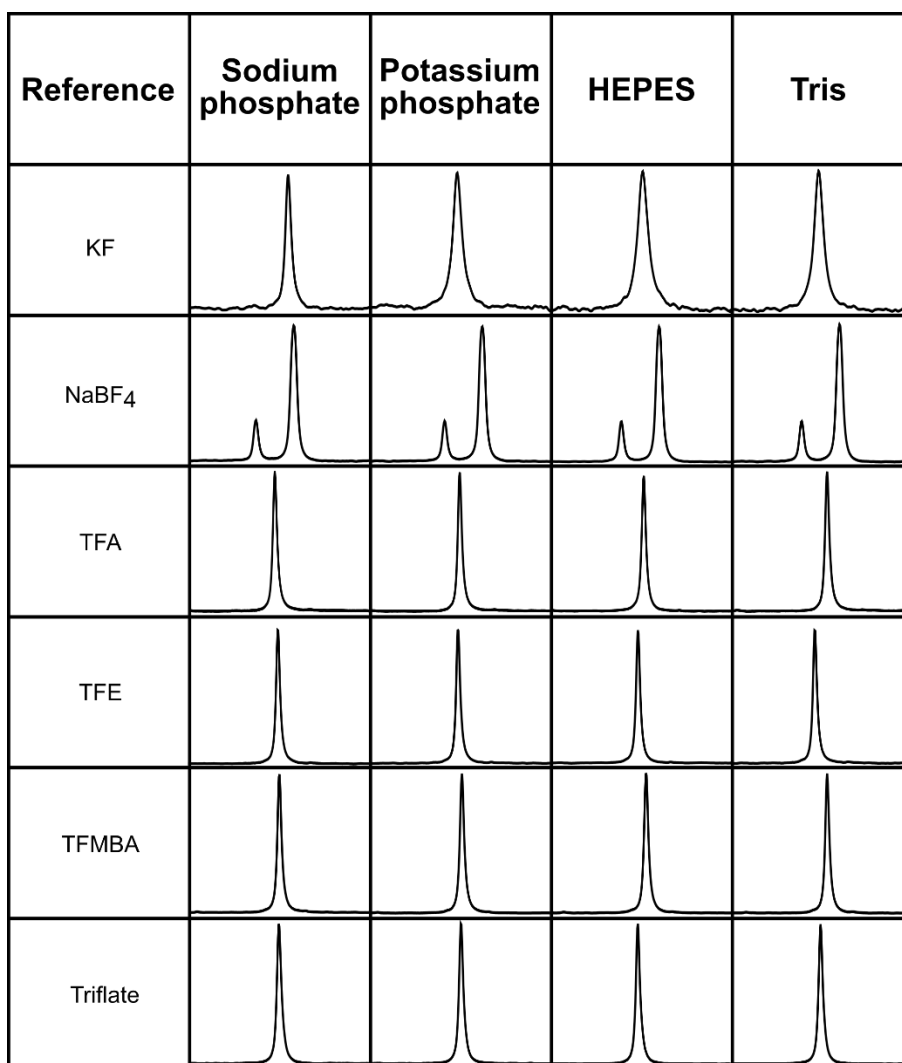 Reference
Sodium
phosphate
Potassium
phosphate
HEPES
Tris
KF
NaBF4
TFA
TFE
TFMBA
Triflate